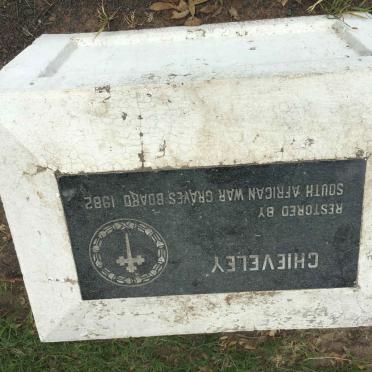 CHIEVELEY
RESTORED BY
SOUTH AFRICAN WAR GRAVES BOARD 1982